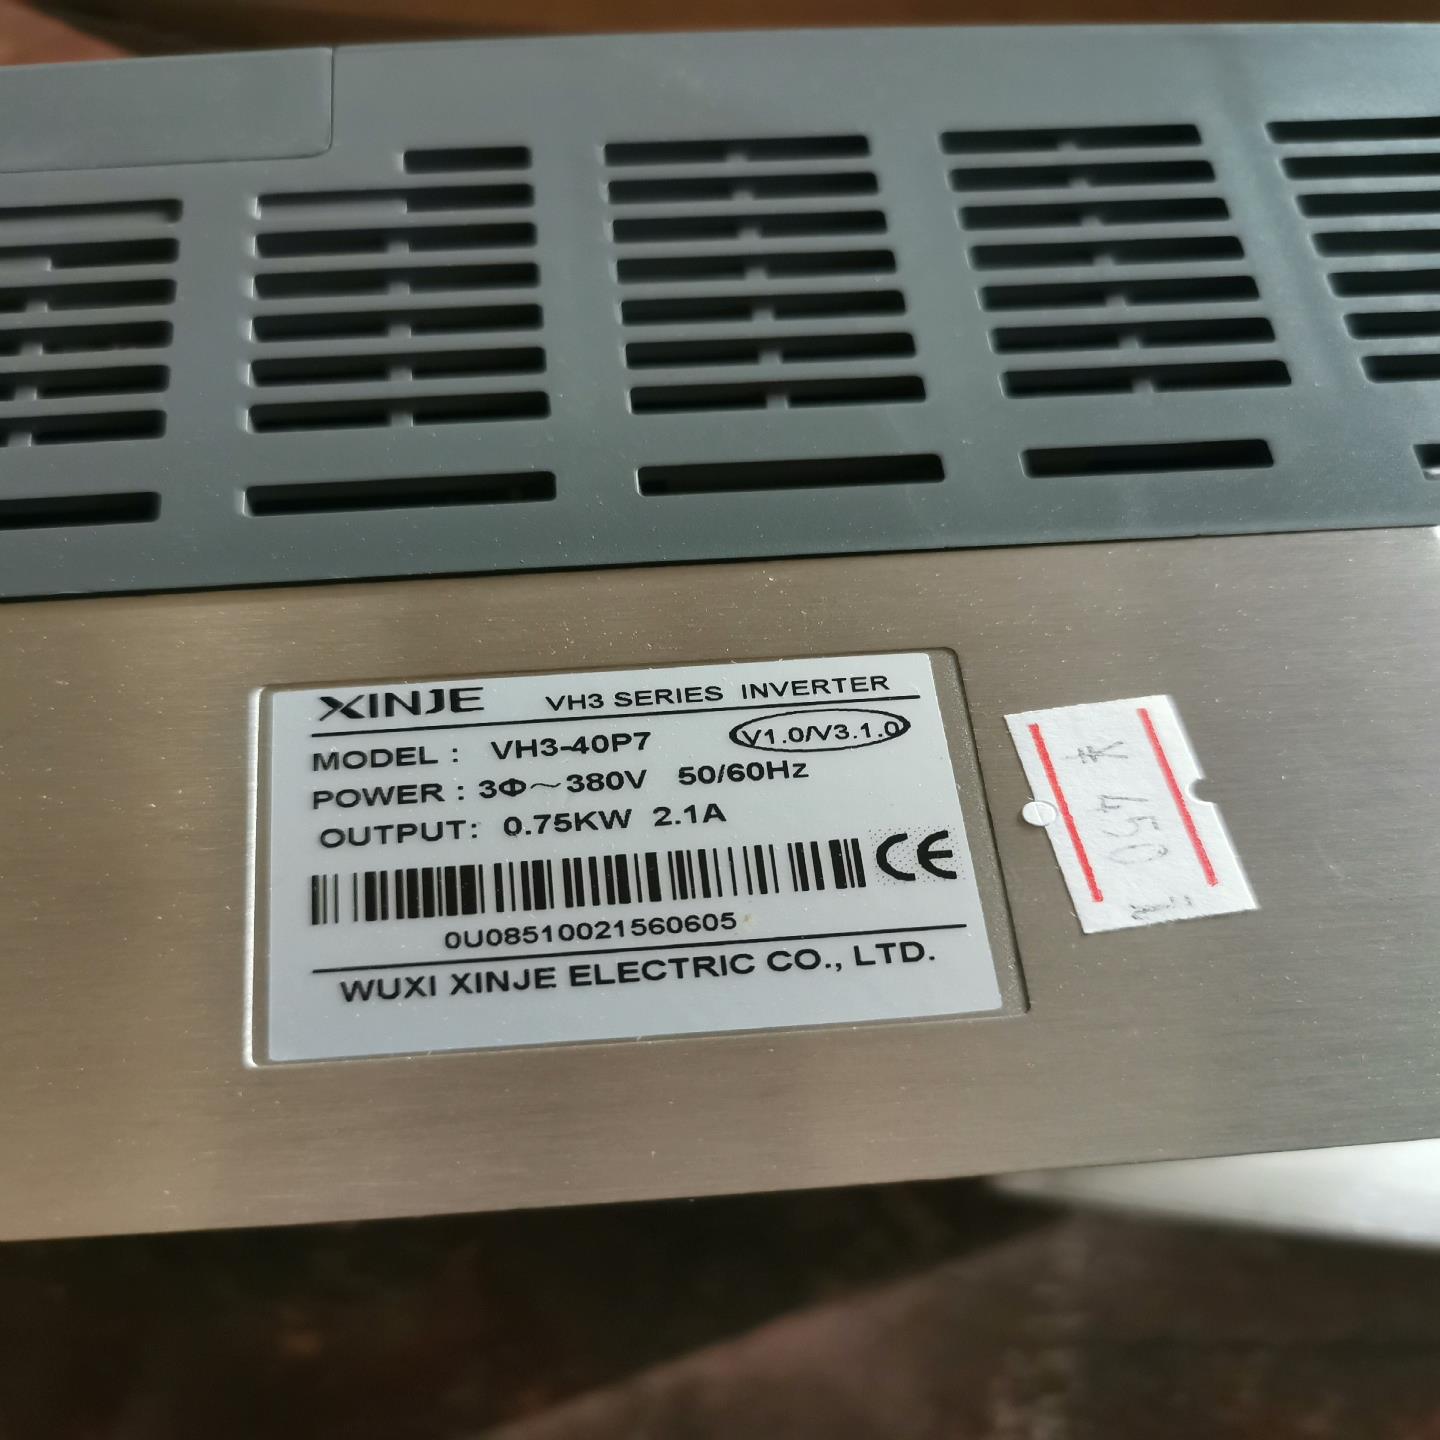 XINJE VH3 SERIES INVERTER
MODEL : VH3-40P7 V1.0/V3.1.0
POWER : 3Φ～380V 50/60Hz
OUTPUT: 0.75KW 2.1A
CE
0U08510021560605
WUXI XINJE ELECTRIC CO., LTD.
¥ 450